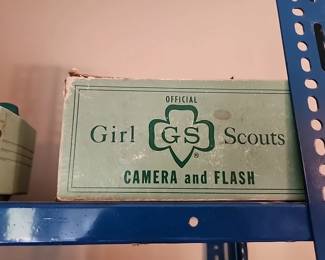 OFFICIAL
Girl GS Scouts
®
CAMERA and FLASH